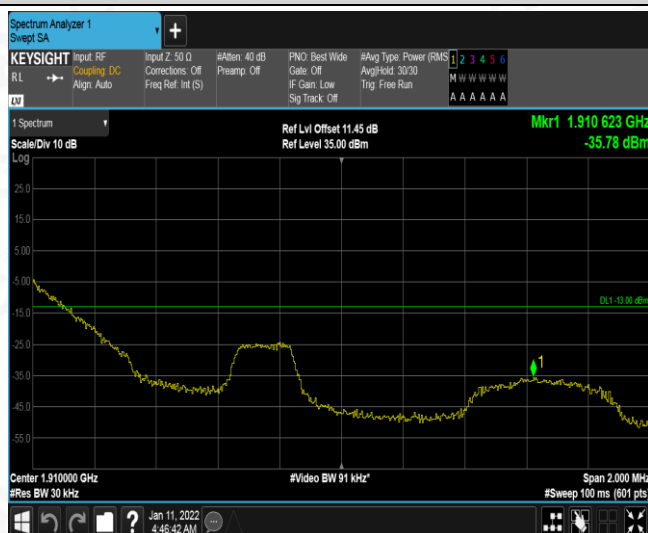 Spectrum Analyzer 1
Swept SA
+
KEYSIGHT
RL
LXI
Input: RF
Coupling: DC
Align: Auto
Input Z: 50 Ω
Corrections: Off
Freq Ref: Int (S)
#Atten: 40 dB
Preamp: Off
PNO: Best Wide
Gate: Off
IF Gain: Low
Sig Track: Off
#Avg Type: Power (RMS
Avg|Hold: 30/30
Trig: Free Run
1 2 3 4 5 6
M W W W W W
A A A A A A
1 Spectrum
Scale/Div 10 dB
Ref Lvl Offset 11.45 dB
Ref Level 35.00 dBm
Mkr1 1.910 623 GHz
-35.78 dBm
Log
25.0
15.0
5.00
-5.00
-15.0
-25.0
-35.0
-45.0
-55.0
DL1 -13.00 dBm
1
Center 1.910000 GHz
#Res BW 30 kHz
#Video BW 91 kHz*
Span 2.000 MHz
#Sweep 100 ms (601 pts)
?
Jan 11, 2022
4:46:42 AM